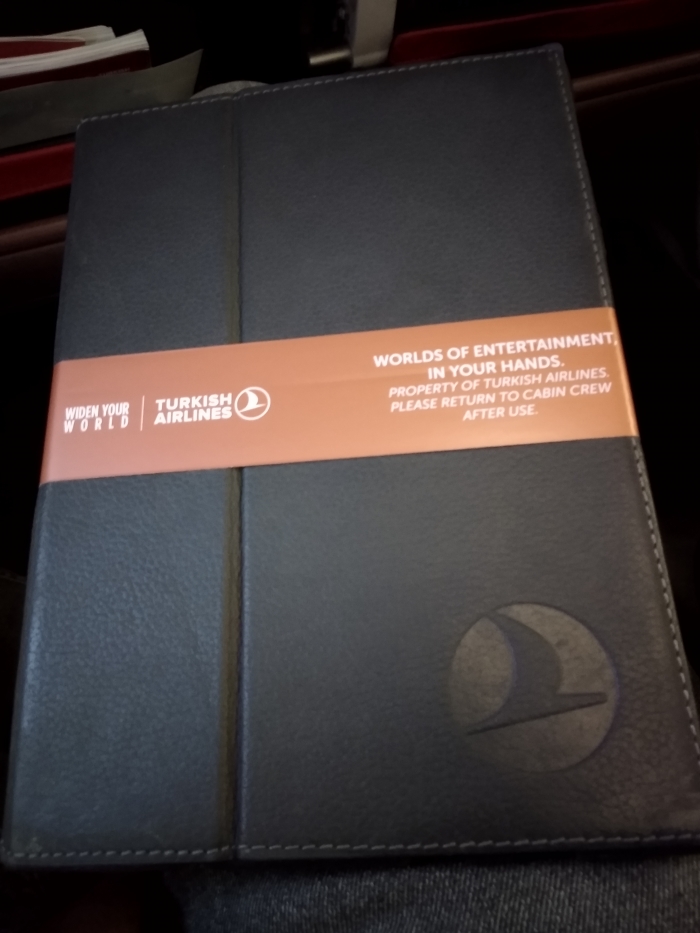 WIDEN YOUR
WORLD
TURKISH
AIRLINES
WORLDS OF ENTERTAINMENT,
IN YOUR HANDS.
PROPERTY OF TURKISH AIRLINES.
PLEASE RETURN TO CABIN CREW
AFTER USE.